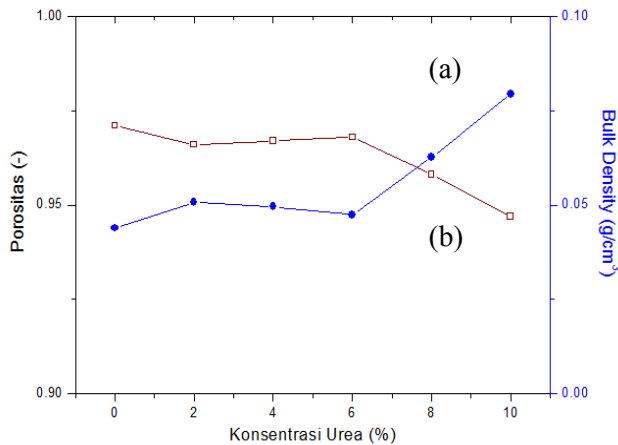 1.00
0.10
(a)
Porositas (-)
0.95
0.05
Bulk Density (g/cm³)
(b)
0.90
0.00
0 2 4 6 8 10
Konsentrasi Urea (%)